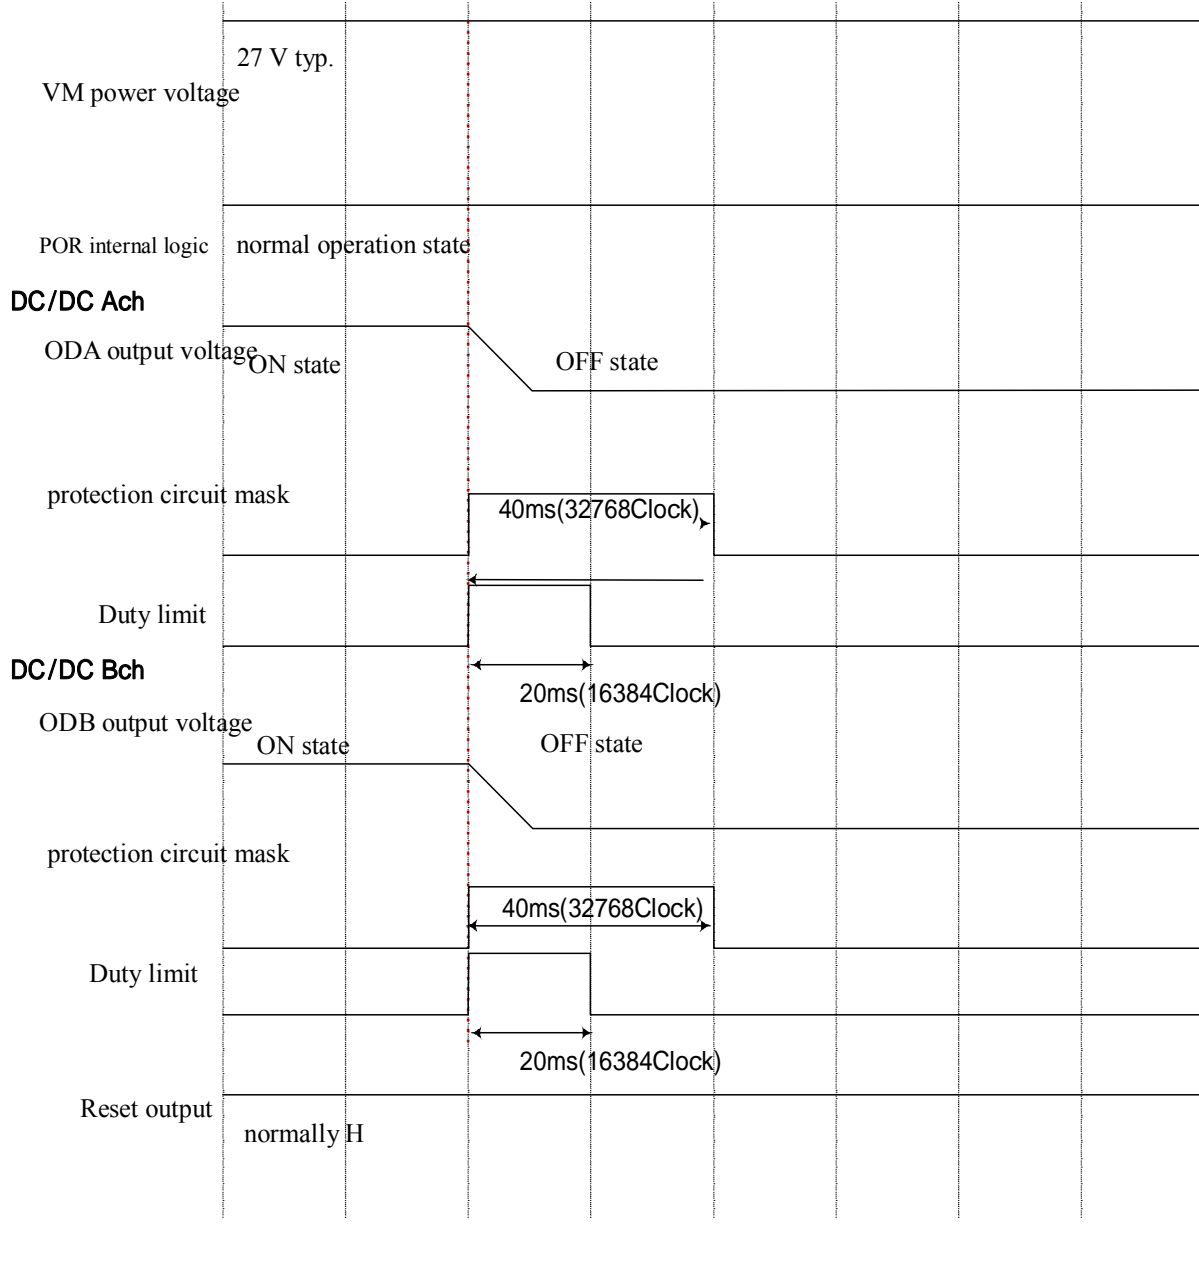 27 V typ.
VM power voltage
POR internal logic
normal operation state
DC/DC Ach
ODA output voltage
ON state
OFF state
protection circuit mask
40ms(32768Clock)
Duty limit
DC/DC Bch
20ms(16384Clock)
ODB output voltage
ON state
OFF state
protection circuit mask
40ms(32768Clock)
Duty limit
20ms(16384Clock)
Reset output
normally H